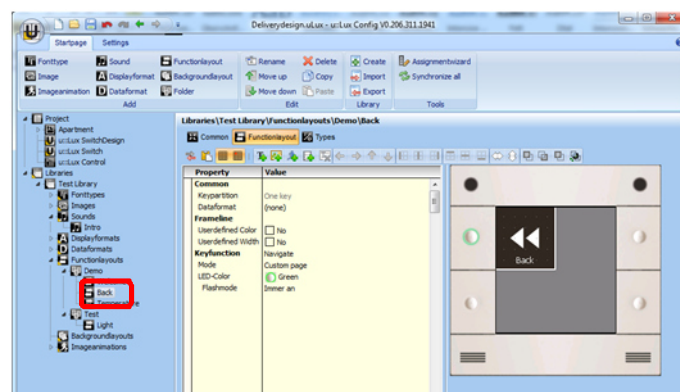 Deliverydesign.uLux - u::Lux Config V0.206.311.1941
Startpage Settings
Fonttype Sound Functionlayout Rename Delete Create Assignmentwizard
Image Displayformat Backgroundlayout Move up Copy Import Synchronize all
Imageanimation Dataformat Folder Move down Paste Export
Add Edit Library Tools
Project
Apartment
u::Lux SwitchDesign
u::Lux Switch
u::Lux Control
Libraries
Test Library
Fonttypes
Images
Sounds
Intro
Displayformats
Dataformats
Functionlayouts
Demo
Back
Temperature
Test
Light
Backgroundlayouts
Imageanimations
Libraries\Test Library\Functionlayouts\Demo\Back
Common Functionlayout Types
Property Value
Common
Keypartition One key
Dataformat (none)
Frameline
Userdefined Color No
Userdefined Width No
Keyfunction Navigate
Mode Custom page
LED-Color Green
Flashmode Immer an
Back